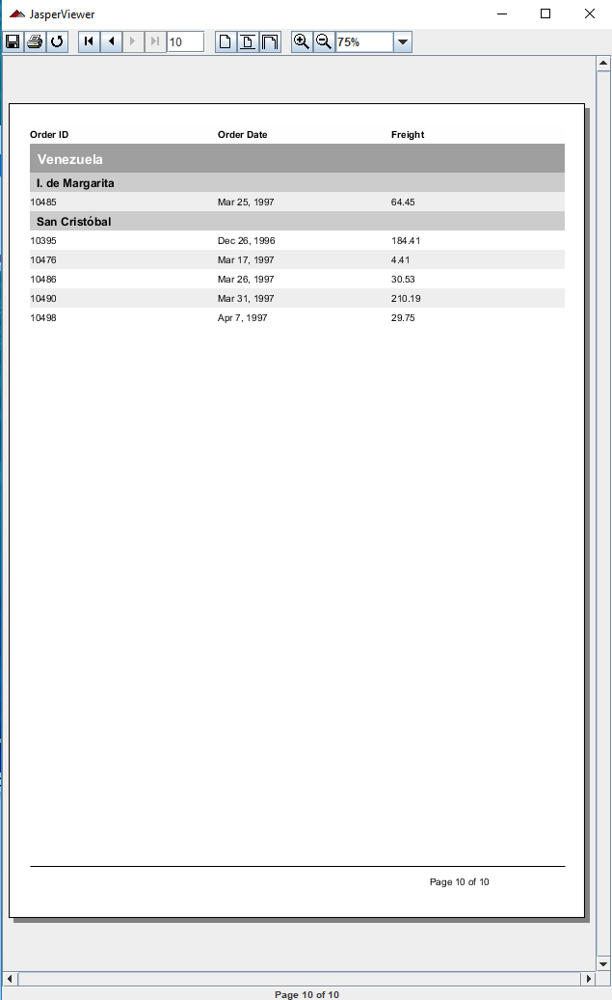 JasperViewer
10
75%
Order ID Order Date Freight
Venezuela
I. de Margarita
10485 Mar 25, 1997 64.45
San Cristóbal
10395 Dec 26, 1996 184.41
10476 Mar 17, 1997 4.41
10486 Mar 26, 1997 30.53
10490 Mar 31, 1997 210.19
10498 Apr 7, 1997 29.75
Page 10 of 10
Page 10 of 10